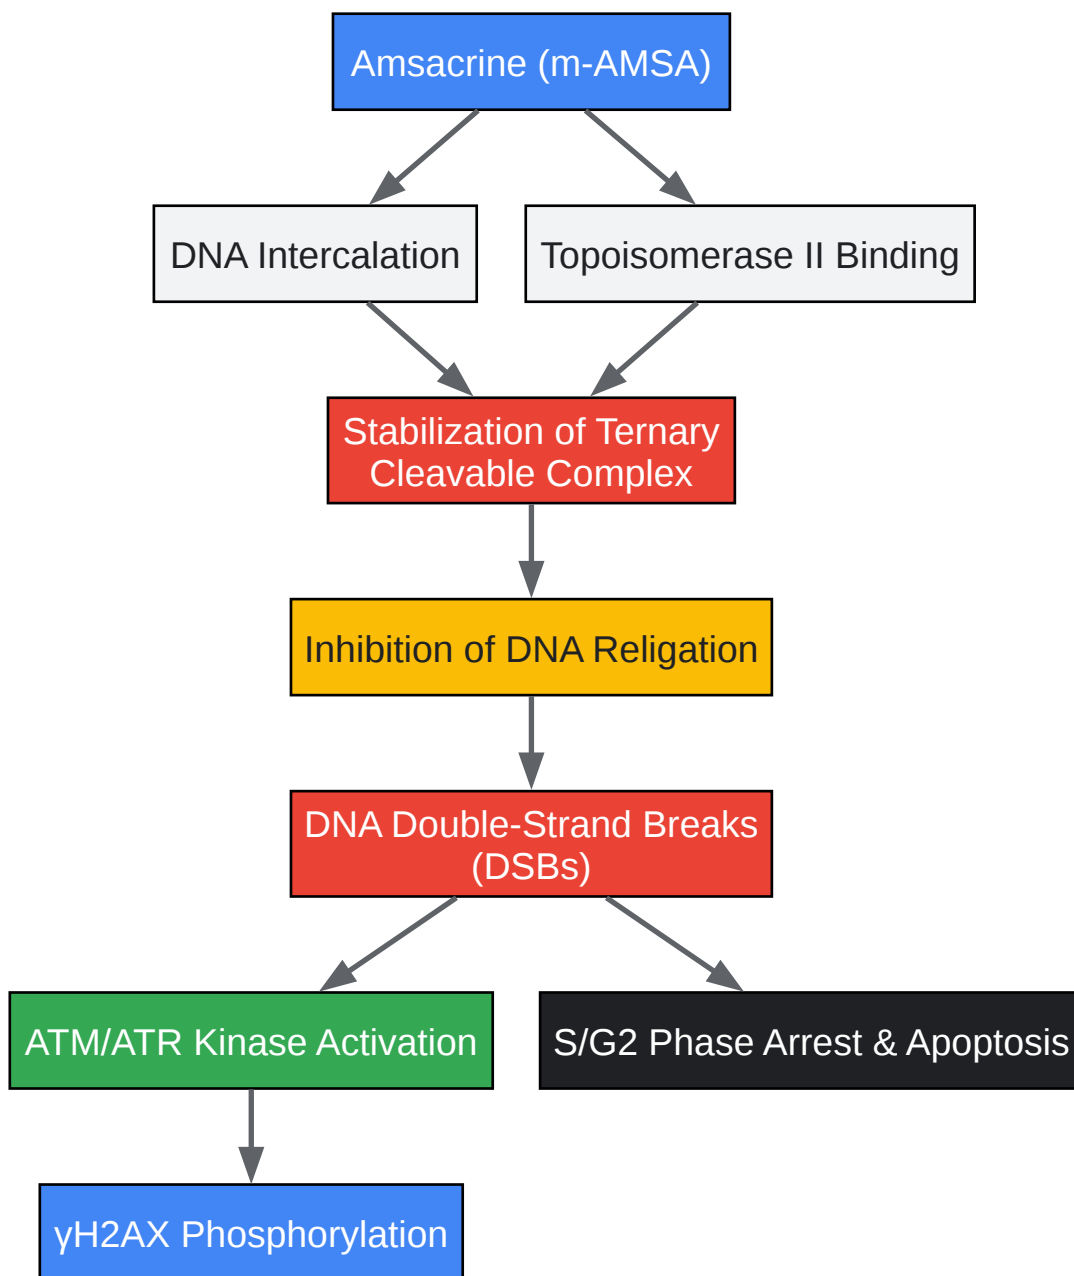 Amsacrine (m-AMSA)
DNA Intercalation
Topoisomerase II Binding
Stabilization of Ternary
Cleavable Complex
Inhibition of DNA Religation
DNA Double-Strand Breaks
(DSBs)
ATM/ATR Kinase Activation
S/G2 Phase Arrest & Apoptosis
γH2AX Phosphorylation